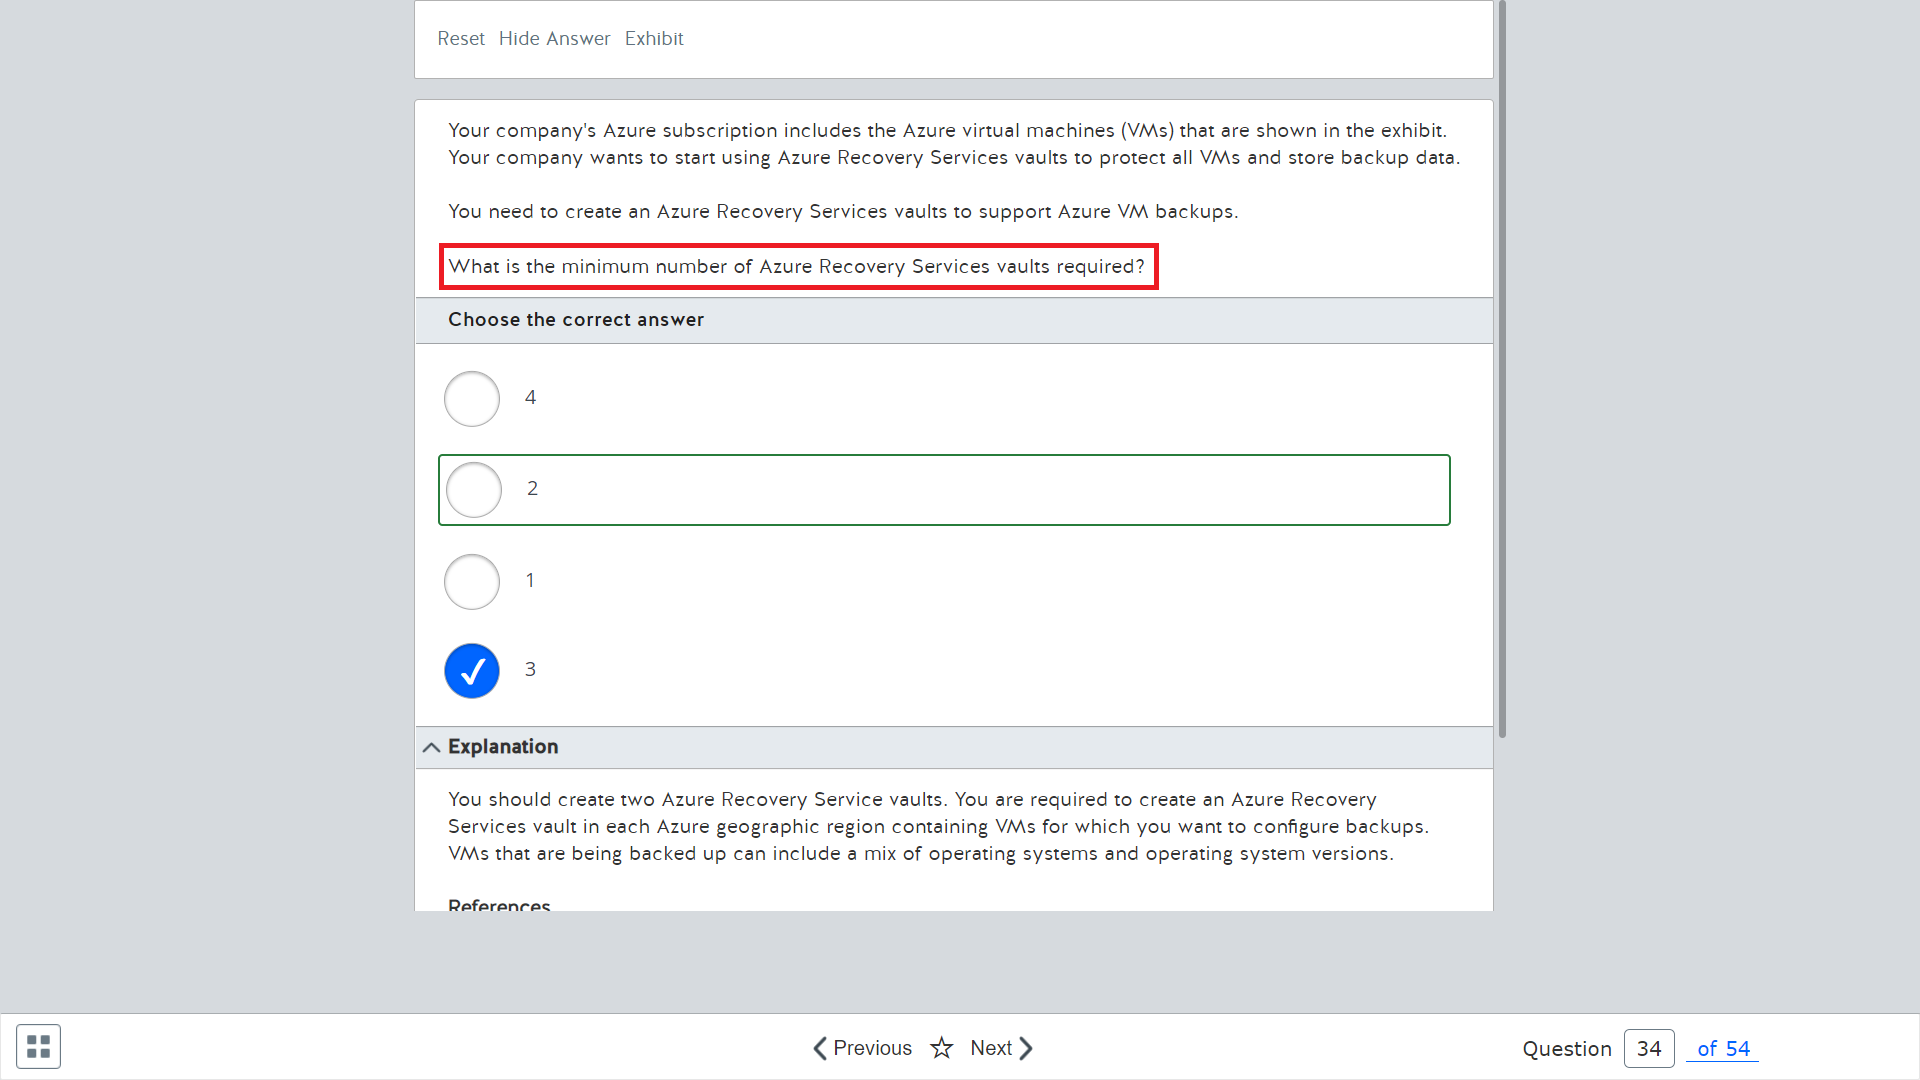 Reset Hide Answer Exhibit
Your company's Azure subscription includes the Azure virtual machines (VMs) that are shown in the exhibit.
Your company wants to start using Azure Recovery Services vaults to protect all VMs and store backup data.
You need to create an Azure Recovery Services vaults to support Azure VM backups.
What is the minimum number of Azure Recovery Services vaults required?
Choose the correct answer
4
2
1
3
Explanation
You should create two Azure Recovery Service vaults. You are required to create an Azure Recovery
Services vault in each Azure geographic region containing VMs for which you want to configure backups.
VMs that are being backed up can include a mix of operating systems and operating system versions.
References
Previous Next
Question 34 of 54